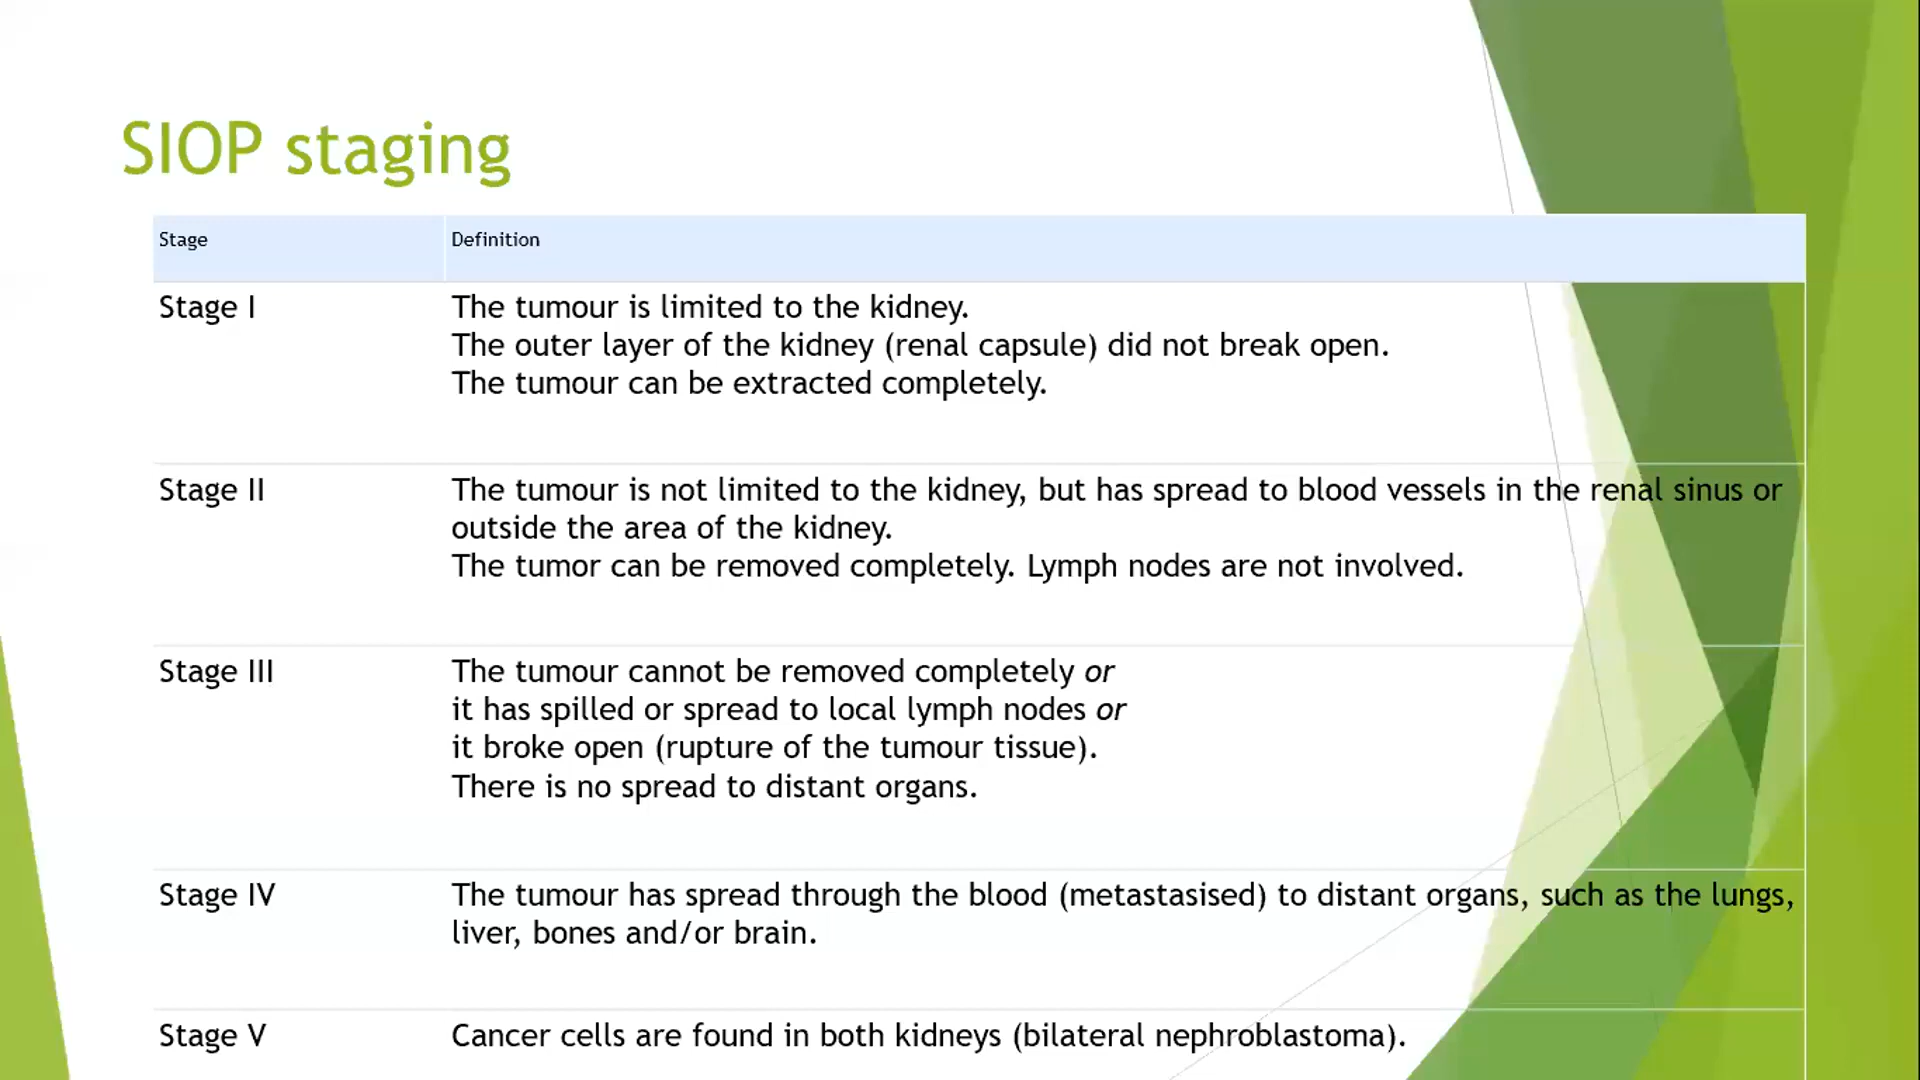 SIOP staging
Stage
Definition
Stage I
The tumour is limited to the kidney.
The outer layer of the kidney (renal capsule) did not break open.
The tumour can be extracted completely.
Stage II
The tumour is not limited to the kidney, but has spread to blood vessels in the renal sinus or
outside the area of the kidney.
The tumor can be removed completely. Lymph nodes are not involved.
Stage III
The tumour cannot be removed completely or
it has spilled or spread to local lymph nodes or
it broke open (rupture of the tumour tissue).
There is no spread to distant organs.
Stage IV
The tumour has spread through the blood (metastasised) to distant organs, such as the lungs,
liver, bones and/or brain.
Stage V
Cancer cells are found in both kidneys (bilateral nephroblastoma).